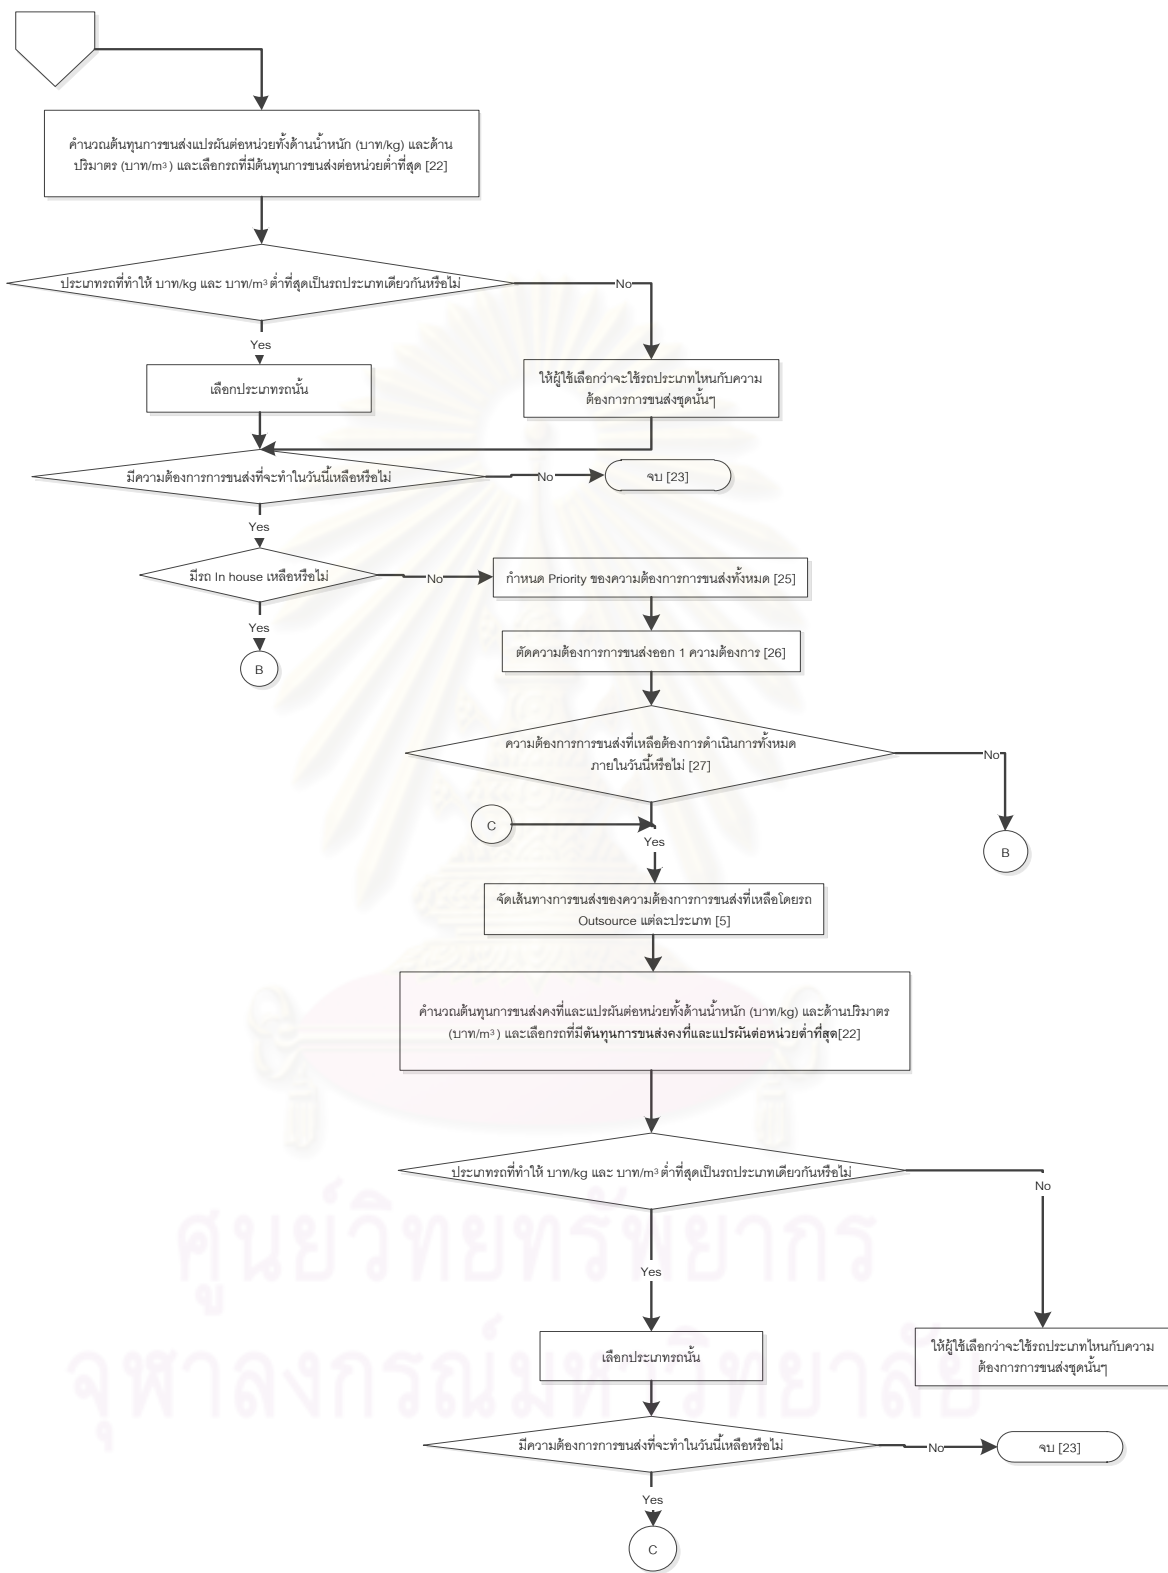 คำนวณต้นทุนการขนส่งแปรผันต่อหน่วยทั้งด้านน้ำหนัก (บาท/kg) และด้าน
ปริมาตร (บาท/m³) และเลือกรถที่มีต้นทุนการขนส่งต่อหน่วยต่ำที่สุด [22]
ประเภทรถที่ทำให้ บาท/kg และ บาท/m³ ต่ำที่สุดเป็นรถประเภทเดียวกันหรือไม่
No
Yes
เลือกประเภทรถนั้น
ให้ผู้ใช้เลือกว่าจะใช้รถประเภทไหนกับความ
ต้องการการขนส่งชุดนั้นๆ
มีความต้องการการขนส่งที่จะทำในวันนี้เหลือหรือไม่
No
จบ [23]
Yes
มีรถ In house เหลือหรือไม่
No
กำหนด Priority ของความต้องการการขนส่งทั้งหมด [25]
Yes
B
ตัดความต้องการการขนส่งออก 1 ความต้องการ [26]
ความต้องการการขนส่งที่เหลือต้องการดำเนินการทั้งหมด
ภายในวันนี้หรือไม่ [27]
No
C
Yes
B
จัดเส้นทางการขนส่งของความต้องการการขนส่งที่เหลือโดยรถ
Outsource แต่ละประเภท [5]
คำนวณต้นทุนการขนส่งคงที่และแปรผันต่อหน่วยทั้งด้านน้ำหนัก (บาท/kg) และด้านปริมาตร
(บาท/m³) และเลือกรถที่มีต้นทุนการขนส่งคงที่และแปรผันต่อหน่วยต่ำที่สุด[22]
ประเภทรถที่ทำให้ บาท/kg และ บาท/m³ ต่ำที่สุดเป็นรถประเภทเดียวกันหรือไม่
No
Yes
ศูนย์วิทยทรัพยากร
จุฬาลงกรณ์มหาวิทยาลัย
เลือกประเภทรถนั้น
ให้ผู้ใช้เลือกว่าจะใช้รถประเภทไหนกับความ
ต้องการการขนส่งชุดนั้นๆ
มีความต้องการการขนส่งที่จะทำในวันนี้เหลือหรือไม่
No
จบ [23]
Yes
C